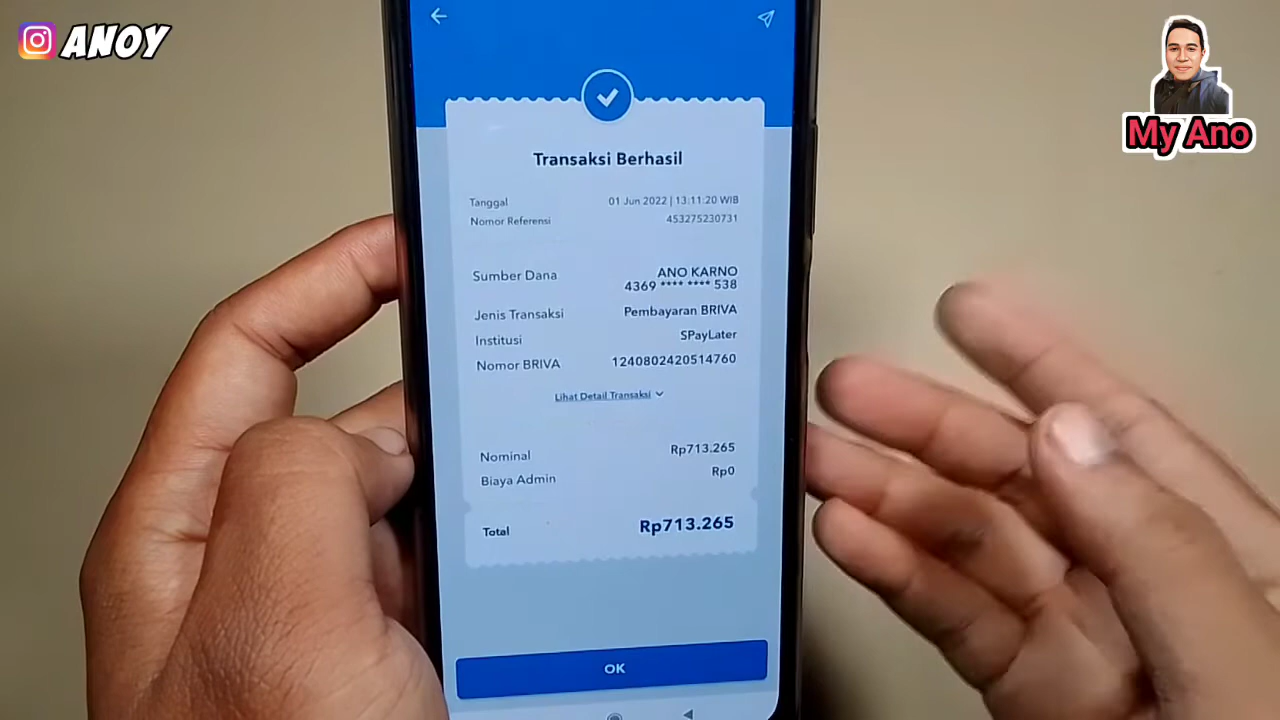 ANOY
My Ano
Transaksi Berhasil
Tanggal 01 Jun 2022 | 13:11:20 WIB
Nomor Referensi 453275230731
Sumber Dana ANO KARNO
4369 **** **** 538
Jenis Transaksi Pembayaran BRIVA
Institusi SPayLater
Nomor BRIVA 1240802420514760
Lihat Detail Transaksi
Nominal Rp713.265
Biaya Admin Rp0
Total Rp713.265
OK